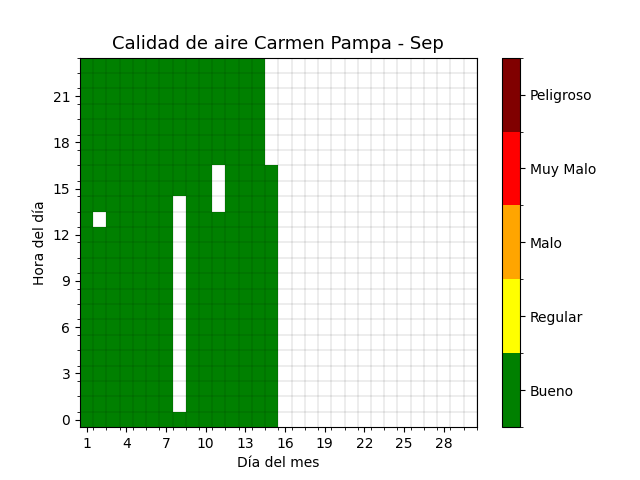 Calidad de aire Carmen Pampa - Sep
Peligroso
Muy Malo
Malo
Regular
Bueno
Hora del día
21
18
15
12
9
6
3
0
1 4 7 10 13 16 19 22 25 28
Día del mes